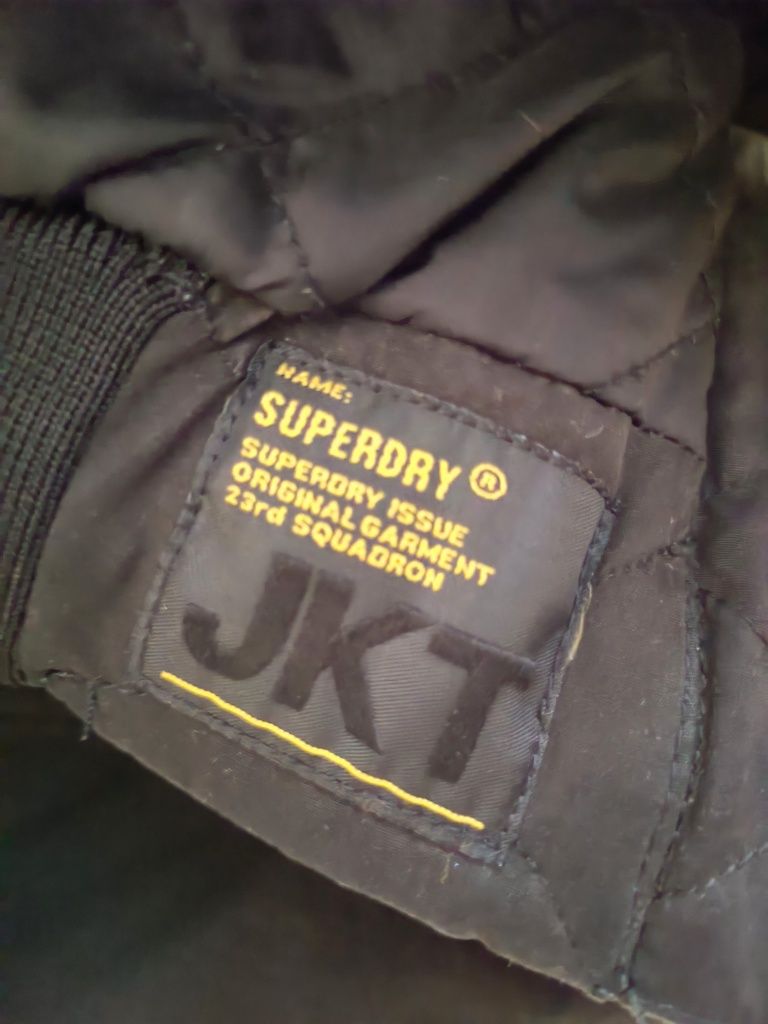 NAME:
SUPERDRY®
SUPERDRY ISSUE
ORIGINAL GARMENT
23rd SQUADRON
JKT